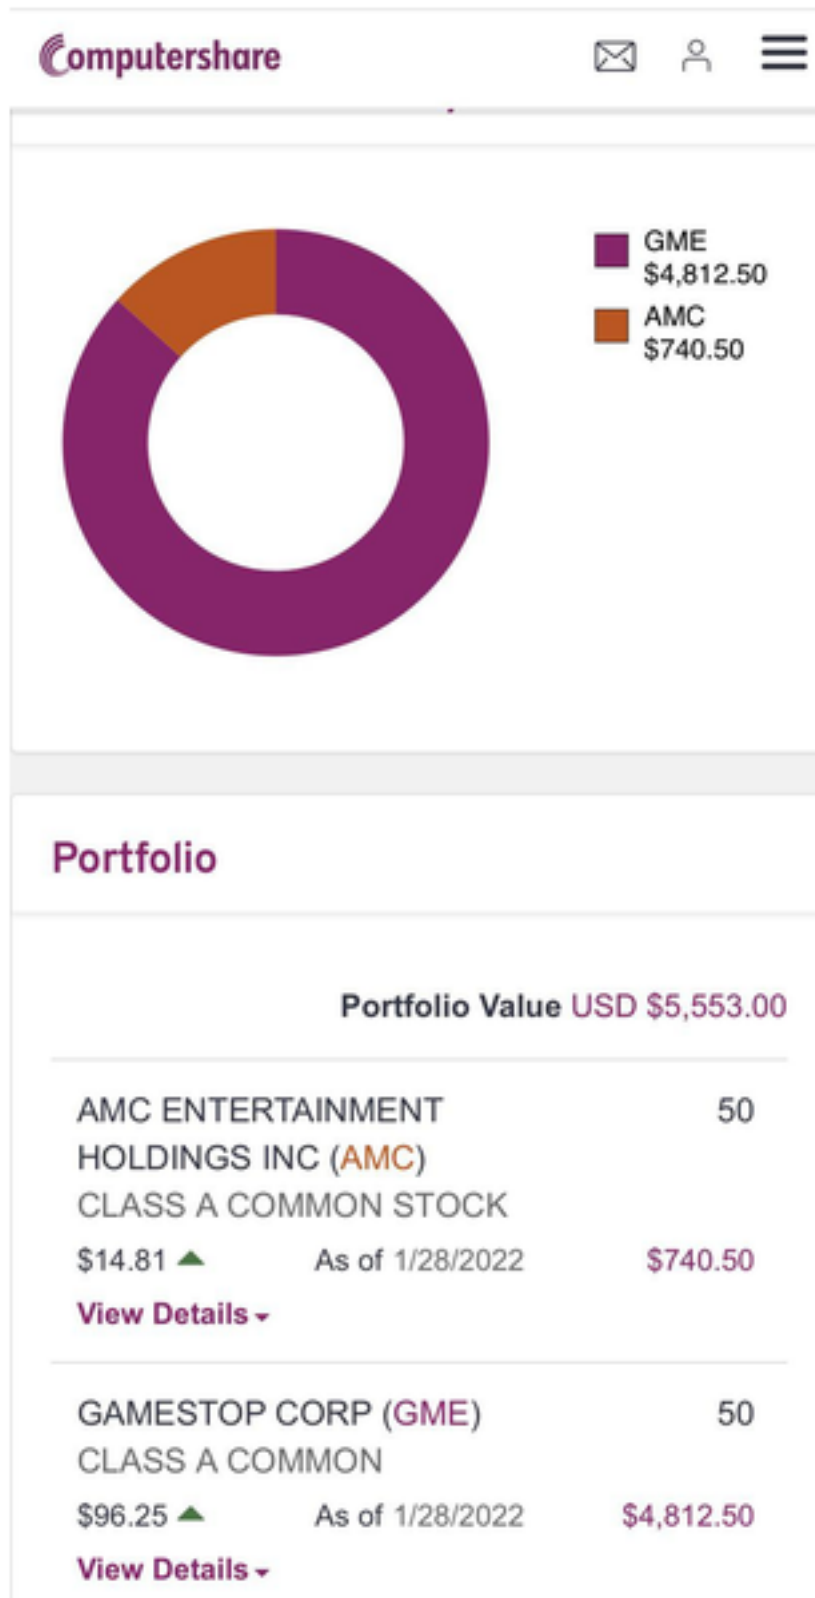 Computershare
GME
$4,812.50
AMC
$740.50
Portfolio
Portfolio Value USD $5,553.00
AMC ENTERTAINMENT 50
HOLDINGS INC (AMC)
CLASS A COMMON STOCK
$14.81 As of 1/28/2022 $740.50
View Details
GAMESTOP CORP (GME) 50
CLASS A COMMON
$96.25 As of 1/28/2022 $4,812.50
View Details